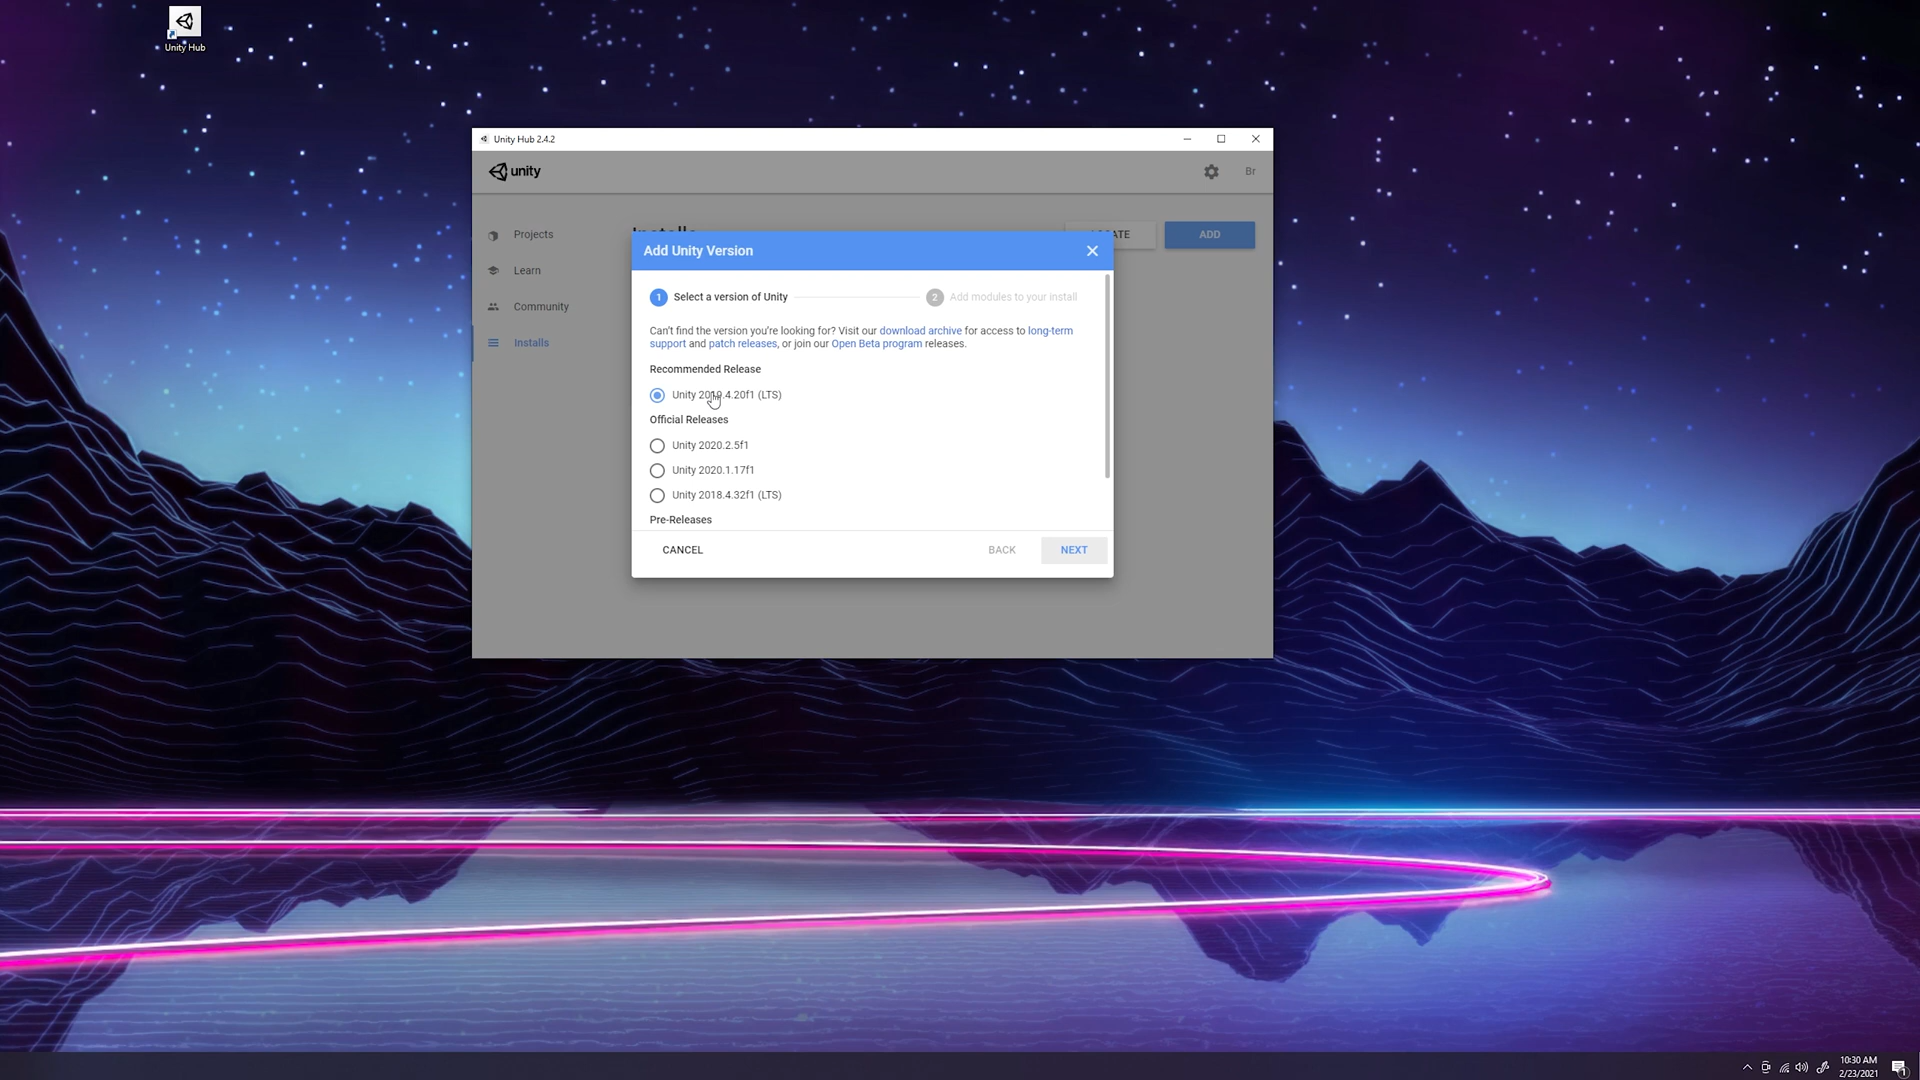 Unity Hub
Unity Hub 2.4.2
unity
Br
Projects
Learn
Community
Installs
ADD
Add Unity Version
1 Select a version of Unity
2 Add modules to your install
Can't find the version you're looking for? Visit our download archive for access to long-term
support and patch releases, or join our Open Beta program releases.
Recommended Release
Unity 2019.4.20f1 (LTS)
Official Releases
Unity 2020.2.5f1
Unity 2020.1.17f1
Unity 2018.4.32f1 (LTS)
Pre-Releases
CANCEL
BACK
NEXT
10:30 AM
2/23/2021
1